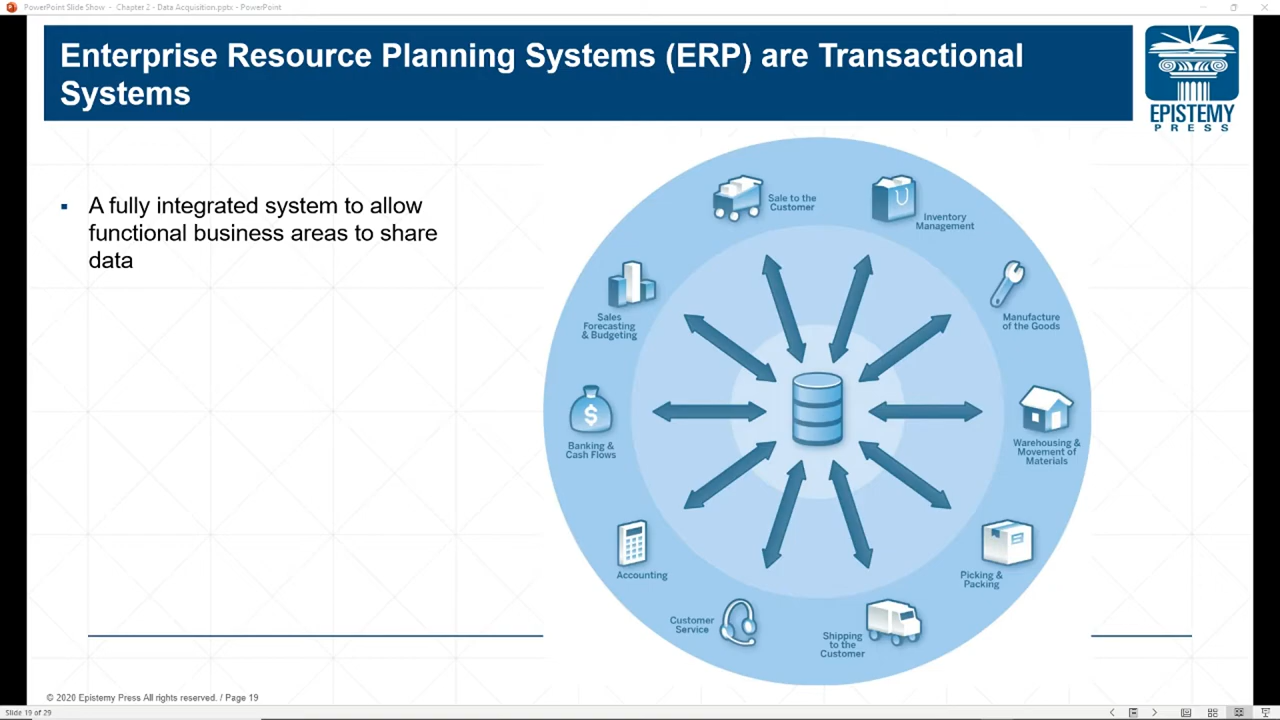 PowerPoint Slide Show - Chapter 2 - Data Acquisition.pptx - PowerPoint
Enterprise Resource Planning Systems (ERP) are Transactional
Systems
EPISTEMY
PRESS
▪ A fully integrated system to allow
functional business areas to share
data
Sale to the
Customer
Inventory
Management
Manufacture
of the Goods
Warehousing &
Movement of
Materials
Picking &
Packing
Shipping
to the
Customer
Customer
Service
Accounting
Banking &
Cash Flows
$
Sales
Forecasting
& Budgeting
© 2020 Epistemy Press All rights reserved. / Page 19
Slide 19 of 29